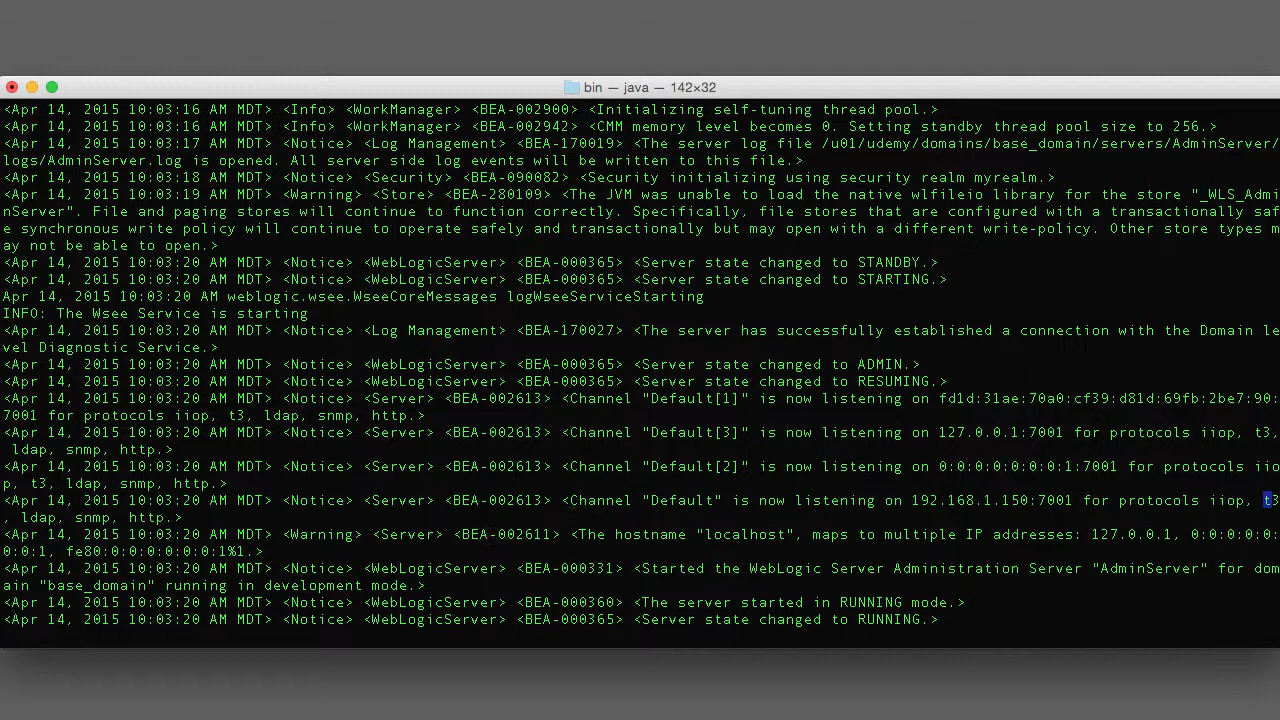 bin — java — 142×32
<Apr 14, 2015 10:03:16 AM MDT> <Info> <WorkManager> <BEA-002900> <Initializing self-tuning thread pool.>
<Apr 14, 2015 10:03:16 AM MDT> <Info> <WorkManager> <BEA-002942> <CMM memory level becomes 0. Setting standby thread pool size to 256.>
<Apr 14, 2015 10:03:17 AM MDT> <Notice> <Log Management> <BEA-170019> <The server log file /u01/udemy/domains/base_domain/servers/AdminServer/
logs/AdminServer.log is opened. All server side log events will be written to this file.>
<Apr 14, 2015 10:03:18 AM MDT> <Notice> <Security> <BEA-090082> <Security initializing using security realm myrealm.>
<Apr 14, 2015 10:03:19 AM MDT> <Warning> <Store> <BEA-280109> <The JVM was unable to load the native wlfileio library for the store "_WLS_Admi
nServer". File and paging stores will continue to function correctly. Specifically, file stores that are configured with a transactionally saf
e synchronous write policy will continue to operate safely and transactionally but may open with a different write-policy. Other store types m
ay not be able to open.>
<Apr 14, 2015 10:03:20 AM MDT> <Notice> <WebLogicServer> <BEA-000365> <Server state changed to STANDBY.>
<Apr 14, 2015 10:03:20 AM MDT> <Notice> <WebLogicServer> <BEA-000365> <Server state changed to STARTING.>
Apr 14, 2015 10:03:20 AM weblogic.wsee.WseeCoreMessages logWseeServiceStarting
INFO: The Wsee Service is starting
<Apr 14, 2015 10:03:20 AM MDT> <Notice> <Log Management> <BEA-170027> <The server has successfully established a connection with the Domain le
vel Diagnostic Service.>
<Apr 14, 2015 10:03:20 AM MDT> <Notice> <WebLogicServer> <BEA-000365> <Server state changed to ADMIN.>
<Apr 14, 2015 10:03:20 AM MDT> <Notice> <WebLogicServer> <BEA-000365> <Server state changed to RESUMING.>
<Apr 14, 2015 10:03:20 AM MDT> <Notice> <Server> <BEA-002613> <Channel "Default[1]" is now listening on fd1d:31ae:70a0:cf39:d81d:69fb:2be7:90:
7001 for protocols iiop, t3, ldap, snmp, http.>
<Apr 14, 2015 10:03:20 AM MDT> <Notice> <Server> <BEA-002613> <Channel "Default[3]" is now listening on 127.0.0.1:7001 for protocols iiop, t3,
ldap, snmp, http.>
<Apr 14, 2015 10:03:20 AM MDT> <Notice> <Server> <BEA-002613> <Channel "Default[2]" is now listening on 0:0:0:0:0:0:0:1:7001 for protocols iio
p, t3, ldap, snmp, http.>
<Apr 14, 2015 10:03:20 AM MDT> <Notice> <Server> <BEA-002613> <Channel "Default" is now listening on 192.168.1.150:7001 for protocols iiop, t3
, ldap, snmp, http.>
<Apr 14, 2015 10:03:20 AM MDT> <Warning> <Server> <BEA-002611> <The hostname "localhost", maps to multiple IP addresses: 127.0.0.1, 0:0:0:0:0:
0:0:1, fe80:0:0:0:0:0:0:1%1.>
<Apr 14, 2015 10:03:20 AM MDT> <Notice> <WebLogicServer> <BEA-000331> <Started the WebLogic Server Administration Server "AdminServer" for dom
ain "base_domain" running in development mode.>
<Apr 14, 2015 10:03:20 AM MDT> <Notice> <WebLogicServer> <BEA-000360> <The server started in RUNNING mode.>
<Apr 14, 2015 10:03:20 AM MDT> <Notice> <WebLogicServer> <BEA-000365> <Server state changed to RUNNING.>